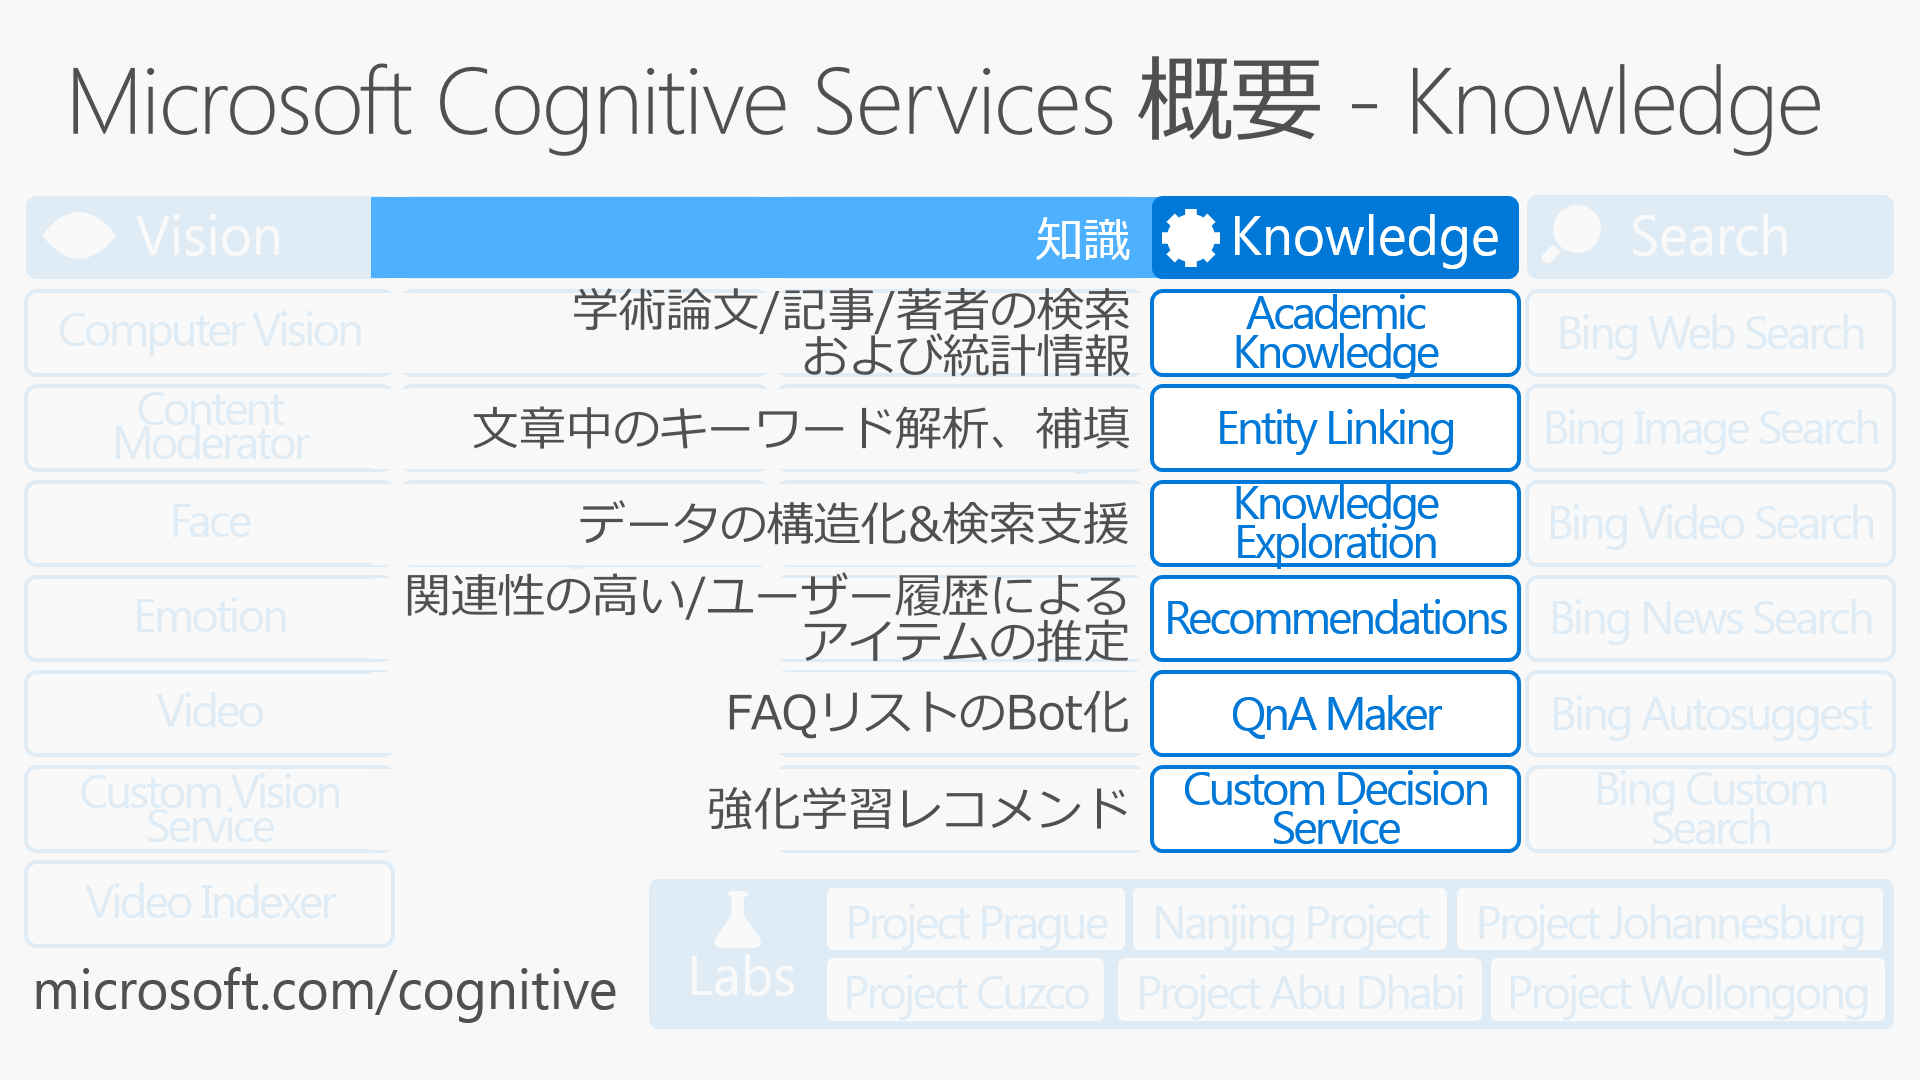 Microsoft Cognitive Services 概要 - Knowledge
Vision
知識
Knowledge
Search
Computer Vision
学術論文/記事/著者の検索
および統計情報
Academic
Knowledge
Bing Web Search
Content
Moderator
文章中のキーワード解析、補填
Entity Linking
Bing Image Search
Face
データの構造化&検索支援
Knowledge
Exploration
Bing Video Search
Emotion
関連性の高い/ユーザー履歴による
アイテムの推定
Recommendations
Bing News Search
Video
FAQリストのBot化
QnA Maker
Bing Autosuggest
Custom Vision
Service
強化学習レコメンド
Custom Decision
Service
Bing Custom
Search
Video Indexer
Labs
Project Prague
Nanjing Project
Project Johannesburg
Project Cuzco
Project Abu Dhabi
Project Wollongong
microsoft.com/cognitive